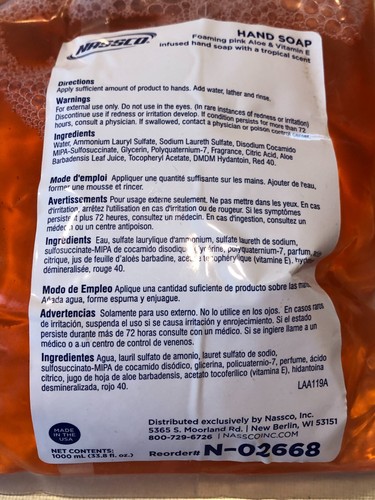 NASSCO.
HAND SOAP
Foaming pink Aloe & Vitamin E
infused hand soap with a tropical scent
Directions
Apply sufficient amount of product to hands. Add water, lather and rinse.
Warnings
For external use only. Do not use in the eyes. (In rare instances of redness or irritation)
Discontinue use if redness or irritation develop. If condition persists for more than 72
hours, consult a physician. If swallowed, contact a physician or poison control
Ingredients
Water, Ammonium Lauryl Sulfate, Sodium Laureth Sulfate, Disodium Cocamido
MIPA-Sulfosuccinate, Glycerin, Polyquaternium-7, Fragrance, Citric Acid, Aloe
Barbadensis Leaf Juice, Tocopheryl Acetate, DMDM Hydantoin, Red 40.
Mode d'emploi Appliquer une quantité suffisante sur les mains. Ajouter de l'eau,
former une mousse et rincer.
Avertissements Pour usage externe seulement. Ne pas mettre dans les yeux. En cas
d'irritation, arrêtez l'utilisation en cas d'irritation ou de rougeur. Si les symptômes
persistent plus 72 heures, consultez un médecin. En cas d'ingestion, consultez un
médecin ou un centre antipoison.
Ingrédients Eau, sulfate laurylique d'ammonium, sulfate laureth de sodium,
sulfosuccinate-MIPA de cocamido disodique, polyquaternium-7, parfum,
citrique, jus de feuille d'aloès barbadine, (vitamine E),
démineralisée, rouge 40.
Modo de Empleo Aplique una cantidad suficiente de producto sobre las
Añada agua, forme espuma y enjuague.
Advertencias Solamente para uso externo. No lo utilice en los ojos. En casos raros
de irritación, suspenda el uso si se causa irritación y enrojecimiento. Si el estado
persiste durante más de 72 horas consulte con un médico. Si se ingiere llame a un
médico o a un centro de control de venenos.
Ingredientes Agua, lauril sulfato de amonio, lauret sulfato de sodio,
sulfosuccinato-MIPA de cocamido disódico, glicerina, policuaternio-7, perfume, ácido
cítrico, jugo de hoja de aloe barbadensis, acetato tocoferílico (vitamina E), hidantoina
desmineralizada, rojo 40.
LAA119A
MADE
IN THE
USA
NET CONTENTS:
1000 mL (33.8 fl. oz.)
Distributed exclusively by Nassco, Inc.
5365 S. Moorland Rd. | New Berlin, WI 53151
800-729-6726 | NASSCOINC.COM
Reorder# N-02668